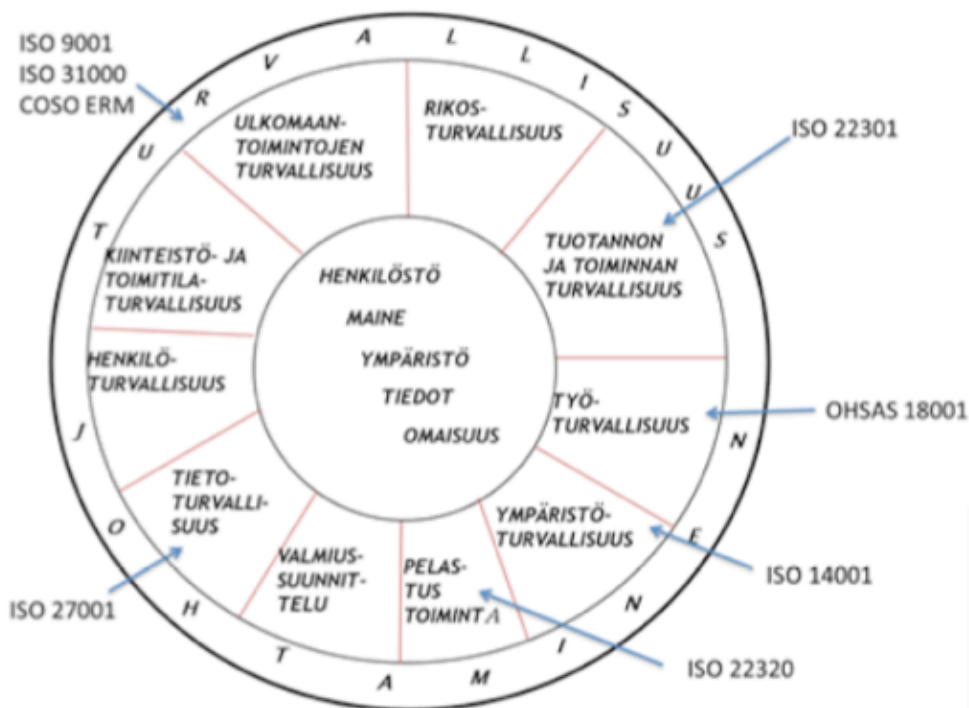 ISO 9001
ISO 31000
COSO ERM
TURVALLISUUS
JOHTAMINEN
ULKOMAAN-
TOIMINTOJEN
TURVALLISUUS
RIKOS-
TURVALLISUUS
ISO 22301
TUOTANNON
JA TOIMINNAN
TURVALLISUUS
KIINTEISTÖ- JA
TOIMITILA-
TURVALLISUUS
HENKILÖSTÖ
MAINE
YMPÄRISTÖ
TIEDOT
OMAISUUS
HENKILÖ-
TURVALLISUUS
TYÖ-
TURVALLISUUS
OHSAS 18001
TIETO-
TURVALLI-
SUUS
ISO 27001
VALMIUS-
SUUNNIT-
TELU
PELAS-
TUS
TOIMINTA
YMPÄRISTÖ-
TURVALLISUUS
ISO 14001
ISO 22320